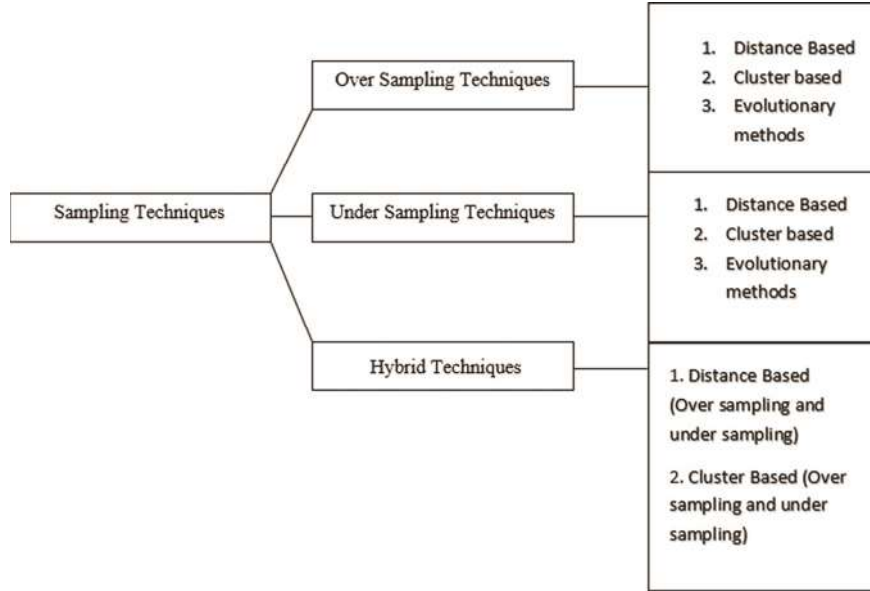 Sampling Techniques
Over Sampling Techniques
1. Distance Based
2. Cluster based
3. Evolutionary
methods
Under Sampling Techniques
1. Distance Based
2. Cluster based
3. Evolutionary
methods
Hybrid Techniques
1. Distance Based
(Over sampling and
under sampling)
2. Cluster Based (Over
sampling and under
sampling)